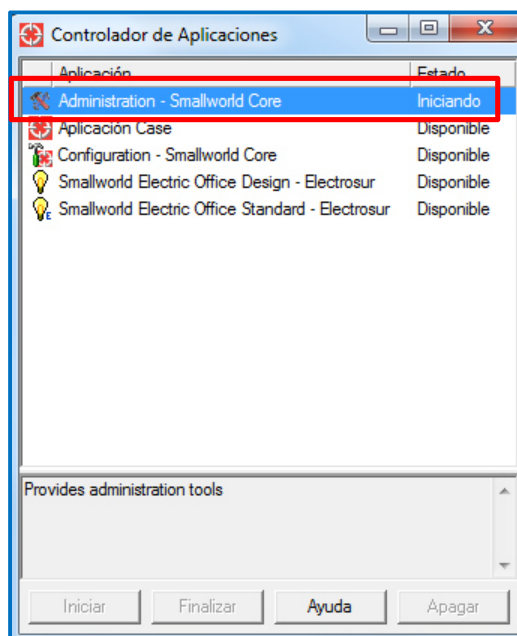 Controlador de Aplicaciones
Aplicación Estado
Administration - Smallworld Core Iniciando
Aplicación Case Disponible
Configuration - Smallworld Core Disponible
Smallworld Electric Office Design - Electrosur Disponible
Smallworld Electric Office Standard - Electrosur Disponible
Provides administration tools
Iniciar Finalizar Ayuda Apagar